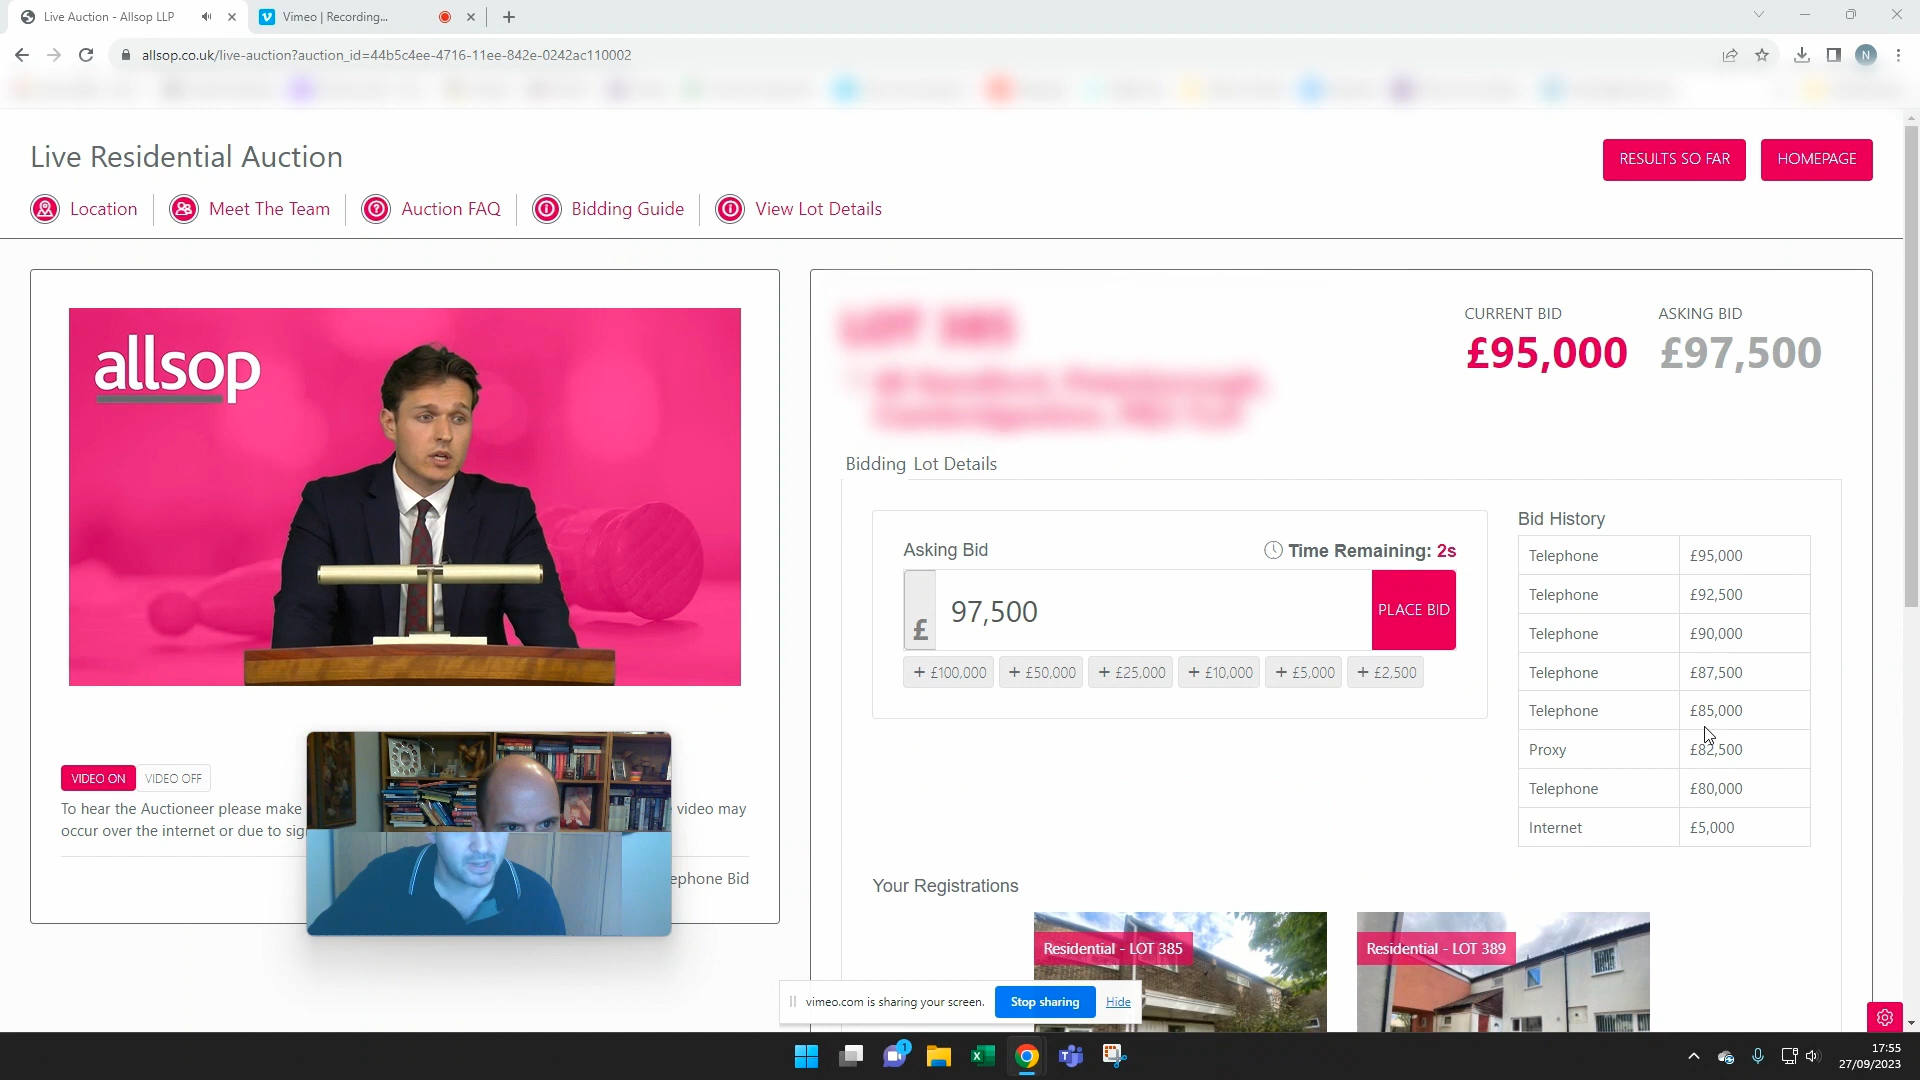 Live Auction - Allsop LLP
Vimeo | Recording...
allsop.co.uk/live-auction?auction_id=44b5c4ee-4716-11ee-842e-0242ac110002
N
Live Residential Auction
RESULTS SO FAR
HOMEPAGE
Location
Meet The Team
Auction FAQ
Bidding Guide
View Lot Details
allsop
LOT 385
CURRENT BID
£95,000
ASKING BID
£97,500
Bidding
Lot Details
Asking Bid
Time Remaining: 2s
£
97,500
PLACE BID
+ £100,000
+ £50,000
+ £25,000
+ £10,000
+ £5,000
+ £2,500
Bid History
Telephone £95,000
Telephone £92,500
Telephone £90,000
Telephone £87,500
Telephone £85,000
Proxy £82,500
Telephone £80,000
Internet £5,000
VIDEO ON
VIDEO OFF
To hear the Auctioneer please make
video may
occur over the internet or due to
Bid
Your Registrations
Residential - LOT 385
Residential - LOT 389
vimeo.com is sharing your screen.
Stop sharing
Hide
1
17:55
27/09/2023